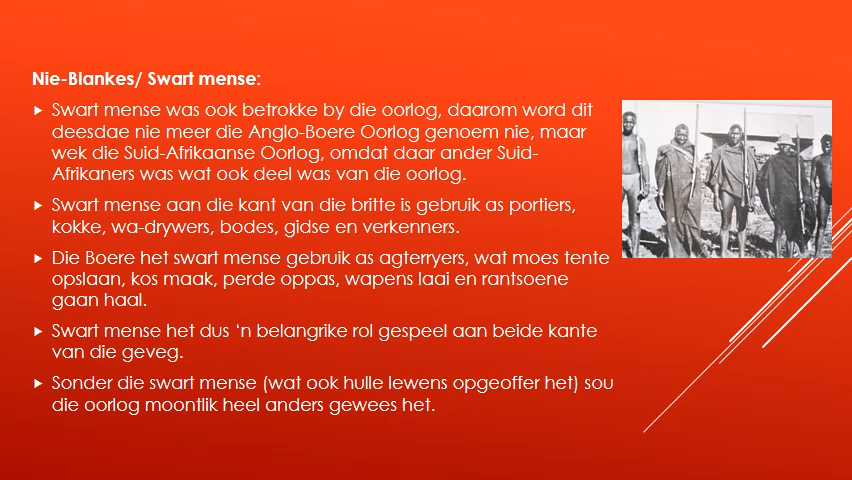 Nie-Blankes/ Swart mense:
Swart mense was ook betrokke by die oorlog, daarom word dit
deesdae nie meer die Anglo-Boere Oorlog genoem nie, maar
wek die Suid-Afrikaanse Oorlog, omdat daar ander Suid-
Afrikaners was wat ook deel was van die oorlog.
Swart mense aan die kant van die britte is gebruik as portiers,
kokke, wa-drywers, bodes, gidse en verkenners.
Die Boere het swart mense gebruik as agterryers, wat moes tente
opslaan, kos maak, perde oppas, wapens laai en rantsoene
gaan haal.
Swart mense het dus ‘n belangrike rol gespeel aan beide kante
van die geveg.
Sonder die swart mense (wat ook hulle lewens opgeoffer het) sou
die oorlog moontlik heel anders gewees het.